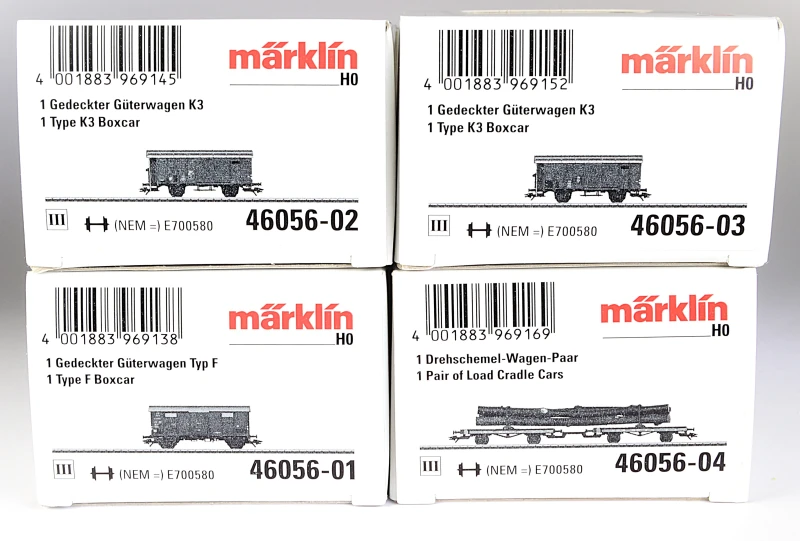 4 001883 969145
märklin
H0
1 Gedeckter Güterwagen K3
1 Type K3 Boxcar
III (NEM =) E700580 46056-02
4 001883 969152
märklin
H0
1 Gedeckter Güterwagen K3
1 Type K3 Boxcar
III (NEM =) E700580 46056-03
4 001883 969138
märklin
H0
1 Gedeckter Güterwagen Typ F
1 Type F Boxcar
III (NEM =) E700580 46056-01
4 001883 969169
märklin
H0
1 Drehschemel-Wagen-Paar
1 Pair of Load Cradle Cars
III (NEM =) E700580 46056-04